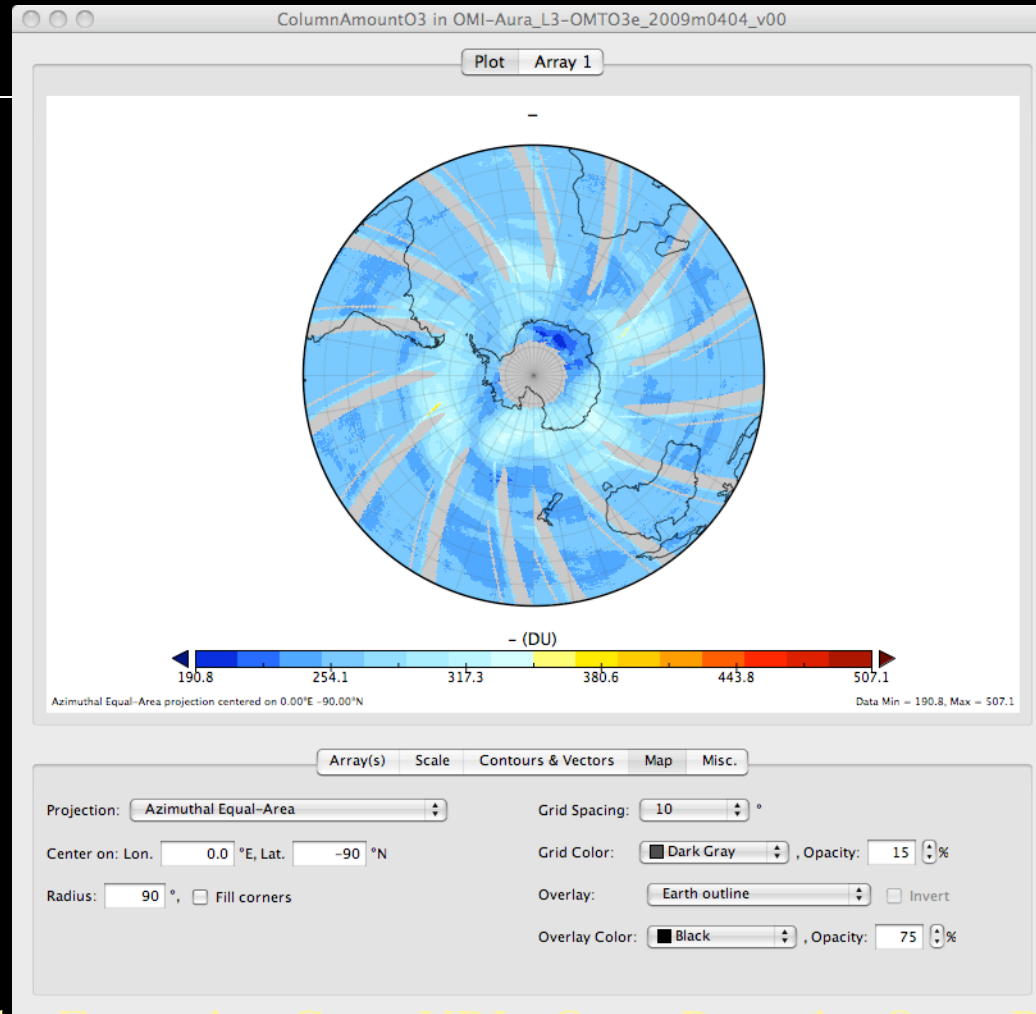 ColumnAmountO3 in OMI-Aura_L3-OMTO3e_2009m0404_v00
Plot Array 1
–
– (DU)
190.8 254.1 317.3 380.6 443.8 507.1
Azimuthal Equal-Area projection centered on 0.00°E -90.00°N Data Min = 190.8, Max = 507.1
Array(s) Scale Contours & Vectors Map Misc.
Projection: Azimuthal Equal-Area Grid Spacing: 10 °
Center on: Lon. 0.0 °E, Lat. -90 °N Grid Color: Dark Gray , Opacity: 15 %
Radius: 90 °, Fill corners Overlay: Earth outline Invert
Overlay Color: Black , Opacity: 75 %